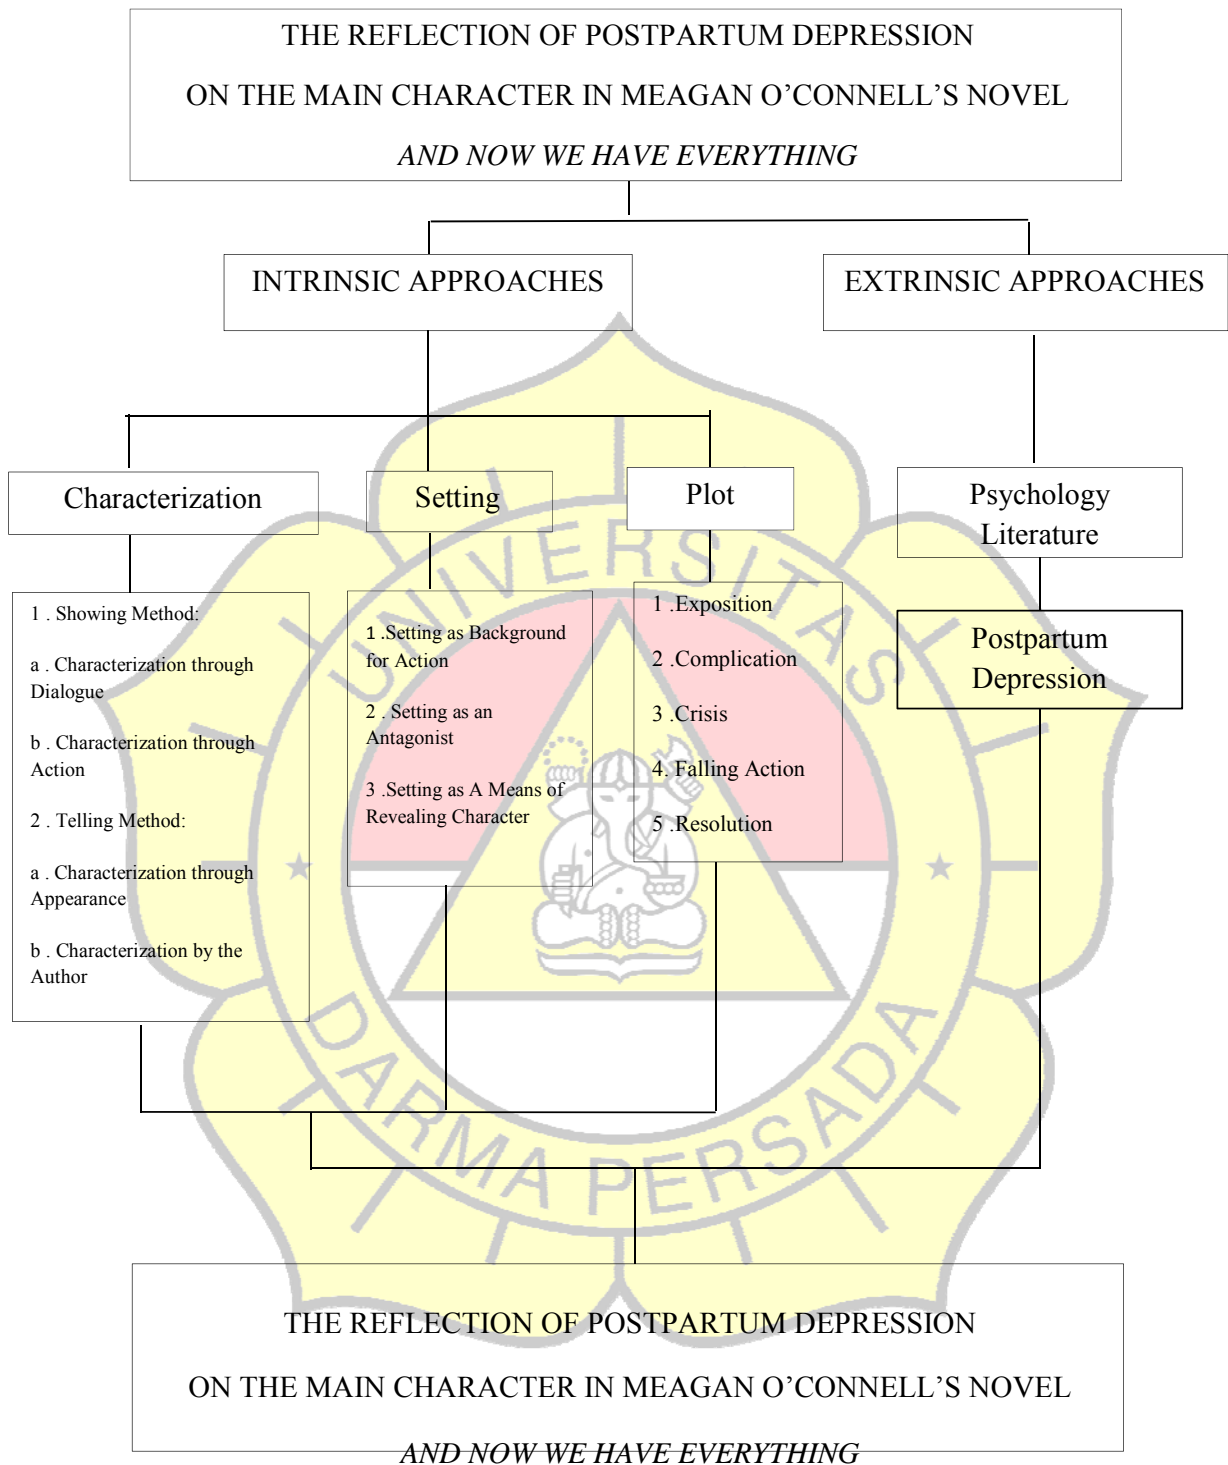 THE REFLECTION OF POSTPARTUM DEPRESSION
ON THE MAIN CHARACTER IN MEAGAN O’CONNELL’S NOVEL
AND NOW WE HAVE EVERYTHING
INTRINSIC APPROACHES
EXTRINSIC APPROACHES
Characterization
Setting
Plot
Psychology
Literature
1 . Showing Method:
a . Characterization through
Dialogue
b . Characterization through
Action
2 . Telling Method:
a . Characterization through
Appearance
b . Characterization by the
Author
1 .Setting as Background
for Action
2 . Setting as an
Antagonist
3 .Setting as A Means of
Revealing Character
1 .Exposition
2 .Complication
3 .Crisis
4. Falling Action
5 .Resolution
Postpartum
Depression
UNIVERSITAS
DARMA PERSADA
THE REFLECTION OF POSTPARTUM DEPRESSION
ON THE MAIN CHARACTER IN MEAGAN O’CONNELL’S NOVEL
AND NOW WE HAVE EVERYTHING